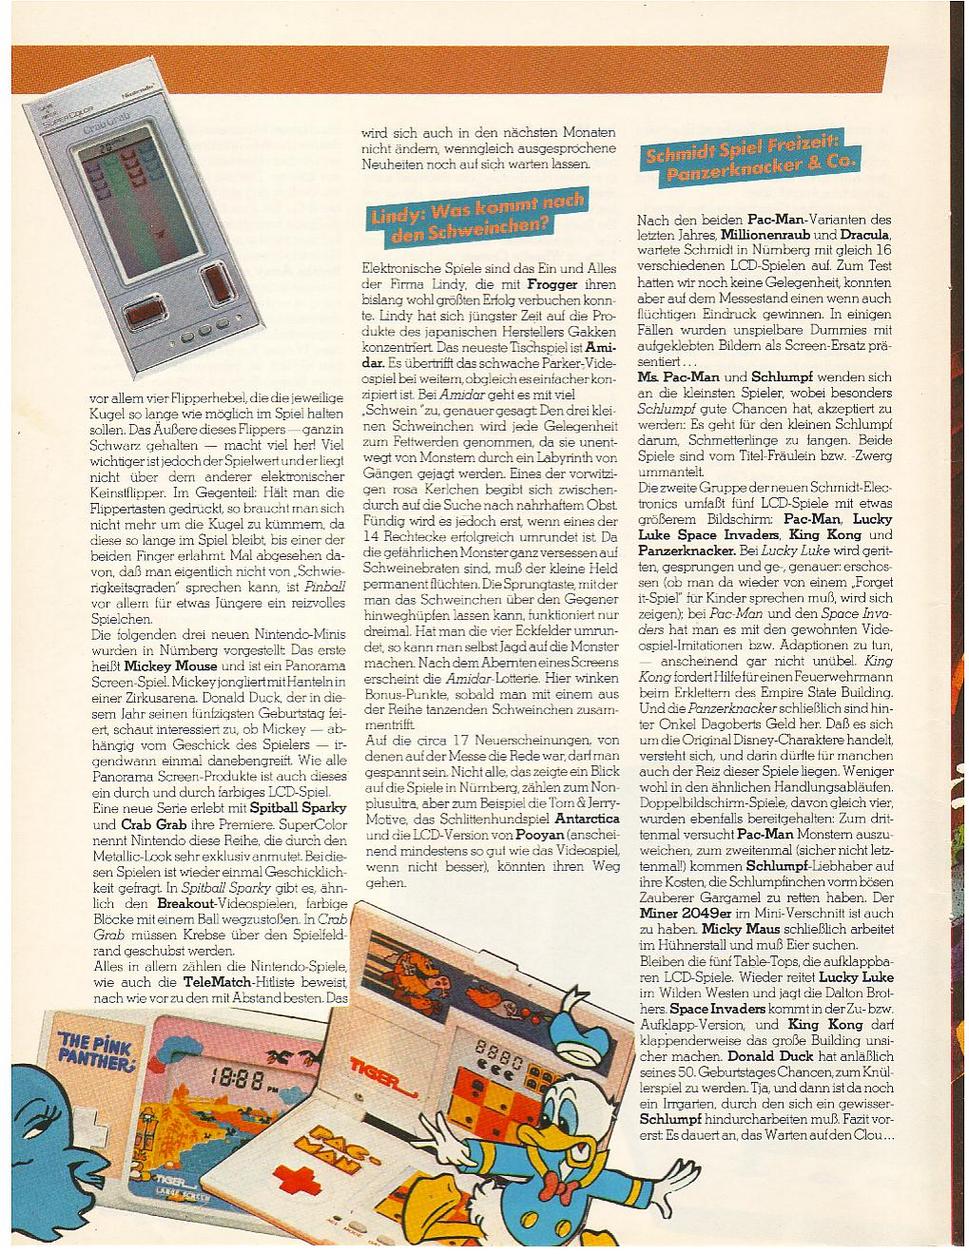 Nintendo
SUPERCOLOR
Crab Grab
vor allem vier Flipperhebel, die die jeweilige
Kugel so lange wie möglich im Spiel halten
sollen. Das Äußere dieses Flippers — ganz in
Schwarz gehalten — macht viel her! Viel
wichtiger ist jedoch der Spielwert und er liegt
nicht über dem anderer elektronischer
Keinstflipper. Im Gegenteil: Hält man die
Flippertasten gedrückt, so braucht man sich
nicht mehr um die Kugel zu kümmern, da
diese so lange im Spiel bleibt, bis einer der
beiden Finger erlahmt. Mal abgesehen da-
von, daß man eigentlich nicht von „Schwie-
rigkeitsgraden" sprechen kann, ist Pinball
vor allem für etwas Jüngere ein reizvolles
Spielchen.
Die folgenden drei neuen Nintendo-Minis
wurden in Nürnberg vorgestellt: Das erste
heißt Mickey Mouse und ist ein Panorama
Screen-Spiel. Mickey jongliert mit Hanteln in
einer Zirkusarena. Donald Duck, der in die-
sem Jahr seinen fünfzigsten Geburtstag fei-
ert, schaut interessiert zu, ob Mickey — ab-
hängig vom Geschick des Spielers — ir-
gendwann einmal danebengreift. Wie alle
Panorama Screen-Produkte ist auch dieses
ein durch und durch farbiges LCD-Spiel.
Eine neue Serie erlebt mit Spitball Sparky
und Crab Grab ihre Premiere. SuperColor
nennt Nintendo diese Reihe, die durch den
Metallic-Look sehr exklusiv anmutet. Bei die-
sen Spielen ist wieder einmal Geschicklich-
keit gefragt. In Spitball Sparky gibt es, ähn-
lich den Breakout-Videospielen, farbige
Blöcke mit einem Ball wegzustoßen. In Crab
Grab müssen Krebse über den Spielfeld-
rand geschubst werden.
Alles in allem zählen die Nintendo-Spiele,
wie auch die TeleMatch-Hitliste beweist,
nach wie vor zu den mit Abstand besten. Das
wird sich auch in den nächsten Monaten
nicht ändern, wenngleich ausgesprochene
Neuheiten noch auf sich warten lassen.
Lindy: Was kommt nach
den Schweinchen?
Elektronische Spiele sind das Ein und Alles
der Firma Lindy, die mit Frogger ihren
bislang wohl größten Erfolg verbuchen konn-
te. Lindy hat sich jüngster Zeit auf die Pro-
dukte des japanischen Herstellers Gakken
konzentriert. Das neueste Tischspiel ist Ami-
dar. Es übertrifft das schwache Parker-Vide-
ospiel bei weitem, obgleich es einfacher kon-
zipiert ist. Bei Amidar geht es mit viel
„Schwein "zu, genauer gesagt: Den drei klei-
nen Schweinchen wird jede Gelegenheit
zum Fettwerden genommen, da sie unent-
wegt von Monstern durch ein Labyrinth von
Gängen gejagt werden. Eines der vorwitzi-
gen rosa Kerlchen begibt sich zwischen-
durch auf die Suche nach nahrhaftem Obst.
Fündig wird es jedoch erst, wenn eines der
14 Rechtecke erfolgreich umrundet ist. Da
die gefährlichen Monster ganz versessen auf
Schweinebraten sind, muß der kleine Held
permanent flüchten. Die Sprungtaste, mit der
man das Schweinchen über den Gegener
hinweghüpfen lassen kann, funktioniert nur
dreimal. Hat man die vier Eckfelder umrun-
det, so kann man selbst Jagd auf die Monster
machen. Nach dem Abernten eines Screens
erscheint die Amidar-Lotterie. Hier winken
Bonus-Punkte, sobald man mit einem aus
der Reihe tanzenden Schweinchen zusam-
mentrifft.
Auf die circa 17 Neuerscheinungen, von
denen auf der Messe die Rede war, darf man
gespannt sein. Nicht alle, das zeigte ein Blick
auf die Spiele in Nürnberg, zählen zum Non-
plusultra, aber zum Beispiel die Tom & Jerry-
Motive, das Schlittenhundspiel Antarctica
und die LCD-Version von Pooyan (anschei-
nend mindestens so gut wie das Videospiel,
wenn nicht besser), könnten ihren Weg
gehen.
Schmidt Spiel Freizeit:
Panzerknacker & Co.
Nach den beiden Pac-Man-Varianten des
letzten Jahres, Millionenraub und Dracula,
wartete Schmidt in Nürnberg mit gleich 16
verschiedenen LCD-Spielen auf. Zum Test
hatten wir noch keine Gelegenheit, konnten
aber auf dem Messestand einen wenn auch
flüchtigen Eindruck gewinnen. In einigen
Fällen wurden unspielbare Dummies mit
aufgeklebten Bildern als Screen-Ersatz prä-
sentiert . . .
Ms. Pac-Man und Schlumpf wenden sich
an die kleinsten Spieler, wobei besonders
Schlumpf gute Chancen hat, akzeptiert zu
werden: Es geht für den kleinen Schlumpf
darum, Schmetterlinge zu fangen. Beide
Spiele sind vom Titel-Fräulein bzw. -Zwerg
ummantelt.
Die zweite Gruppe der neuen Schmidt-Elec-
tronics umfaßt fünf LCD-Spiele mit etwas
größerem Bildschirm: Pac-Man, Lucky
Luke Space Invaders, King Kong und
Panzerknacker. Bei Lucky Luke wird gerit-
ten, gesprungen und ge-, genauer: erschos-
sen (ob man da wieder von einem „Forget
it-Spiel" für Kinder sprechen muß, wird sich
zeigen); bei Pac-Man und den Space Inva-
ders hat man es mit den gewohnten Vide-
ospiel-Imitationen bzw. Adaptionen zu tun,
— anscheinend gar nicht unübel. King
Kong fordert Hilfe für einen Feuerwehrmann
beim Erklettern des Empire State Building.
Und die Panzerknacker schließlich sind hin-
ter Onkel Dagoberts Geld her. Daß es sich
um die Original Disney-Charaktere handelt,
versteht sich, und darin dürfte für manchen
auch der Reiz dieser Spiele liegen. Weniger
wohl in den ähnlichen Handlungsabläufen.
Doppelbildschirm-Spiele, davon gleich vier,
wurden ebenfalls bereitgehalten: Zum drit-
tenmal versucht Pac-Man Monstern auszu-
weichen, zum zweitenmal (sicher nicht letz-
tenmal!) kommen Schlumpf-Liebhaber auf
ihre Kosten, die Schlumpfinchen vorm bösen
Zauberer Gargamel zu retten haben. Der
Miner 2049er im Mini-Verschnitt ist auch
zu haben. Micky Maus schließlich arbeitet
im Hühnerstall und muß Eier suchen.
Bleiben die fünf Table-Tops, die aufklappba-
ren LCD-Spiele. Wieder reitet Lucky Luke
im Wilden Westen und jagt die Dalton Brot-
hers. Space Invaders kommt in der Zu- bzw.
Aufklapp-Version, und King Kong darf
klappenderweise das große Building unsi-
cher machen. Donald Duck hat anläßlich
seines 50. Geburtstages Chancen, zum Knül-
lerspiel zu werden. Tja, und dann ist da noch
ein Irrgarten, durch den sich ein gewisser-
Schlumpf hindurcharbeiten muß. Fazit vor-
erst: Es dauert an, das Warten auf den Clou . . .
THE PINK
PANTHER
18:88 PM
TIGER
LARGE SCREEN
TIGER
PAC-
MAN
8880